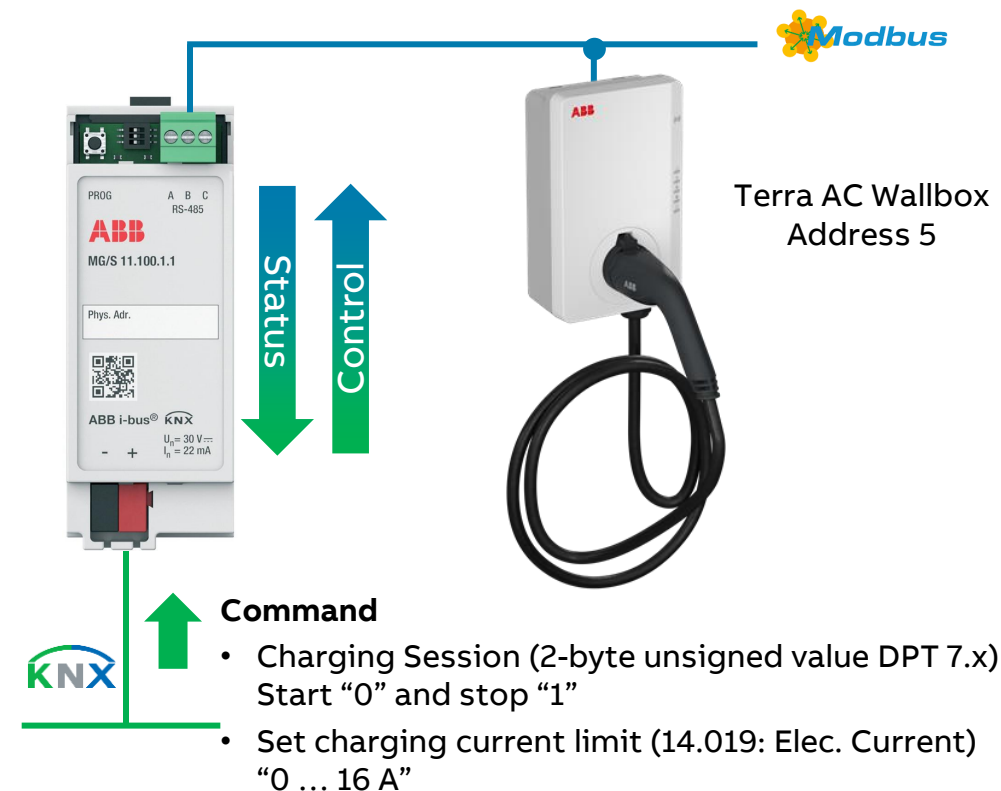 Modbus
ABB
PROG
A B C
RS-485
ABB
MG/S 11.100.1.1
Phys. Adr.
ABB i-bus® KNX
Uₙ= 30 V⎓
Iₙ = 22 mA
- +
Status
Control
ABB
Terra AC Wallbox
Address 5
KNX
Command
• Charging Session (2-byte unsigned value DPT 7.x)
Start “0” and stop “1”
• Set charging current limit (14.019: Elec. Current)
“0 … 16 A”